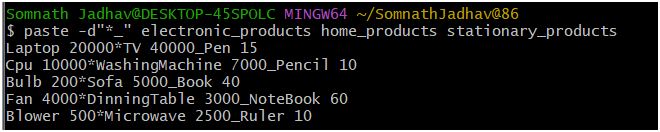 Somnath Jadhav@DESKTOP-45SPOLC MINGW64 ~/SomnathJadhav@86
$ paste -d"*_" electronic_products home_products stationary_products
Laptop 20000*TV 40000_Pen 15
Cpu 10000*WashingMachine 7000_Pencil 10
Bulb 200*Sofa 5000_Book 40
Fan 4000*DinningTable 3000_NoteBook 60
Blower 500*Microwave 2500_Ruler 10